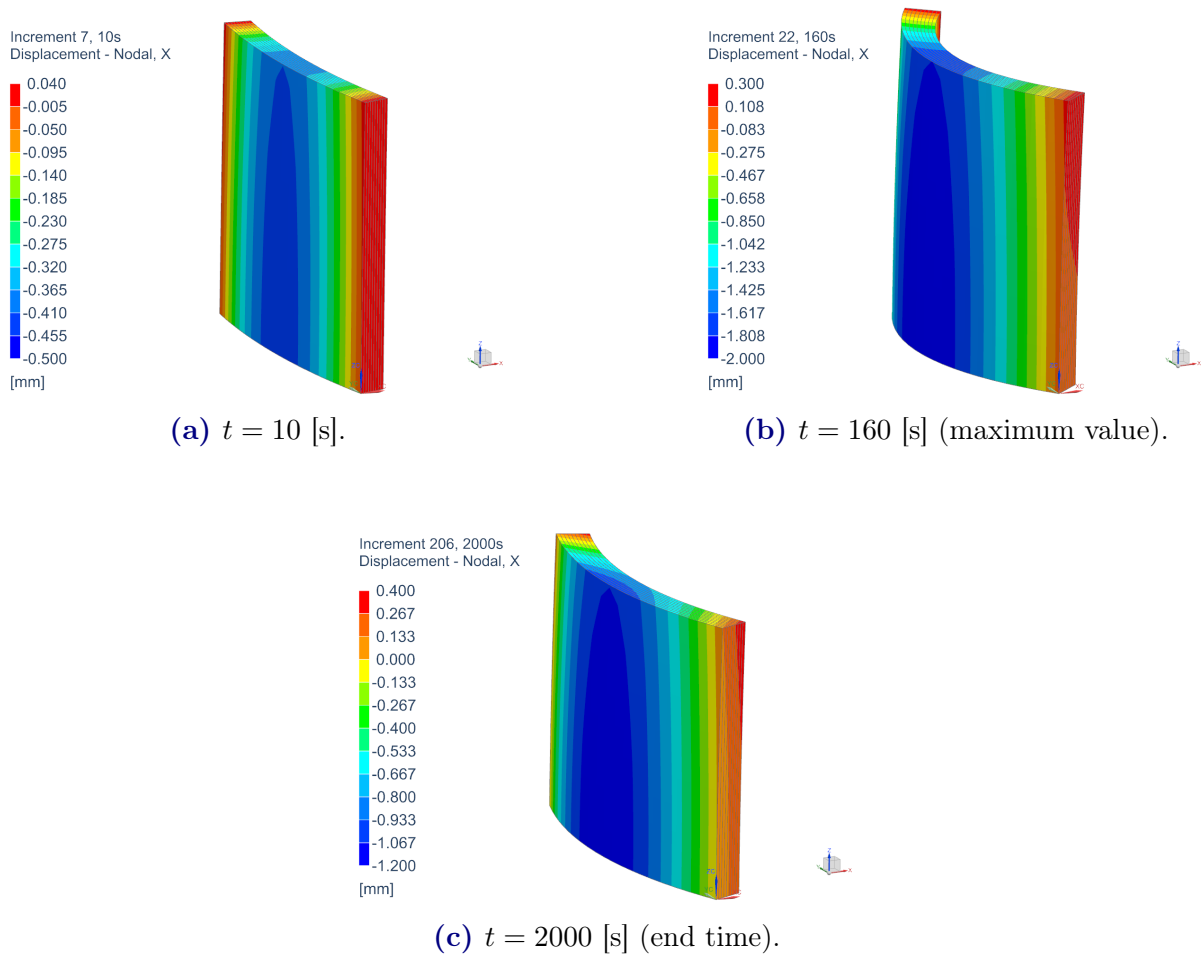 Increment 7, 10s
Displacement - Nodal, X
0.040
-0.005
-0.050
-0.095
-0.140
-0.185
-0.230
-0.275
-0.320
-0.365
-0.410
-0.455
-0.500
[mm]
(a) t = 10 [s].
Increment 22, 160s
Displacement - Nodal, X
0.300
0.108
-0.083
-0.275
-0.467
-0.658
-0.850
-1.042
-1.233
-1.425
-1.617
-1.808
-2.000
[mm]
XC
(b) t = 160 [s] (maximum value).
Increment 206, 2000s
Displacement - Nodal, X
0.400
0.267
0.133
0.000
-0.133
-0.267
-0.400
-0.533
-0.667
-0.800
-0.933
-1.067
-1.200
[mm]
ZC
(c) t = 2000 [s] (end time).